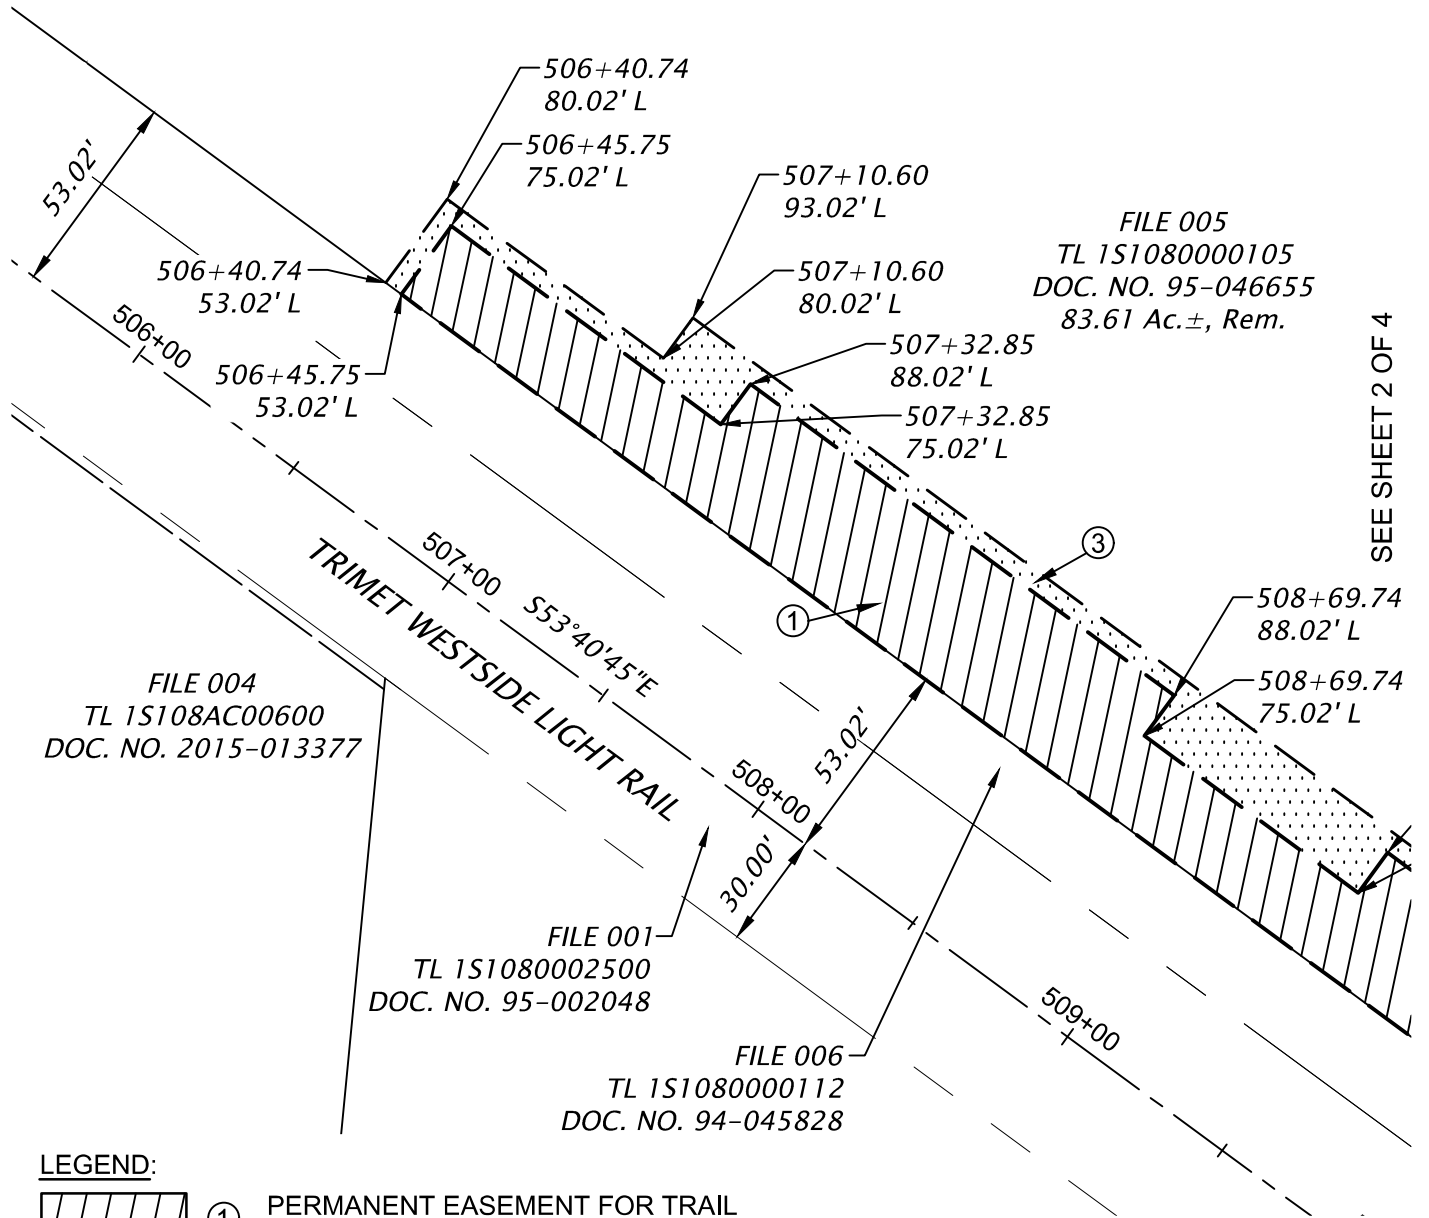 506+40.74
80.02' L
506+45.75
75.02' L
53.02'
507+10.60
93.02' L
FILE 005
TL 1S1080000105
DOC. NO. 95-046655
83.61 Ac.±, Rem.
506+40.74
53.02' L
507+10.60
80.02' L
506+00
507+32.85
88.02' L
506+45.75
53.02' L
507+32.85
75.02' L
SEE SHEET 2 OF 4
507+00
S53°40'45"E
TRIMET WESTSIDE LIGHT RAIL
3
1
508+69.74
88.02' L
508+69.74
75.02' L
FILE 004
TL 1S108AC00600
DOC. NO. 2015-013377
508+00
53.02'
30.00'
FILE 001
TL 1S1080002500
DOC. NO. 95-002048
509+00
FILE 006
TL 1S1080000112
DOC. NO. 94-045828
LEGEND:
1 PERMANENT EASEMENT FOR TRAIL